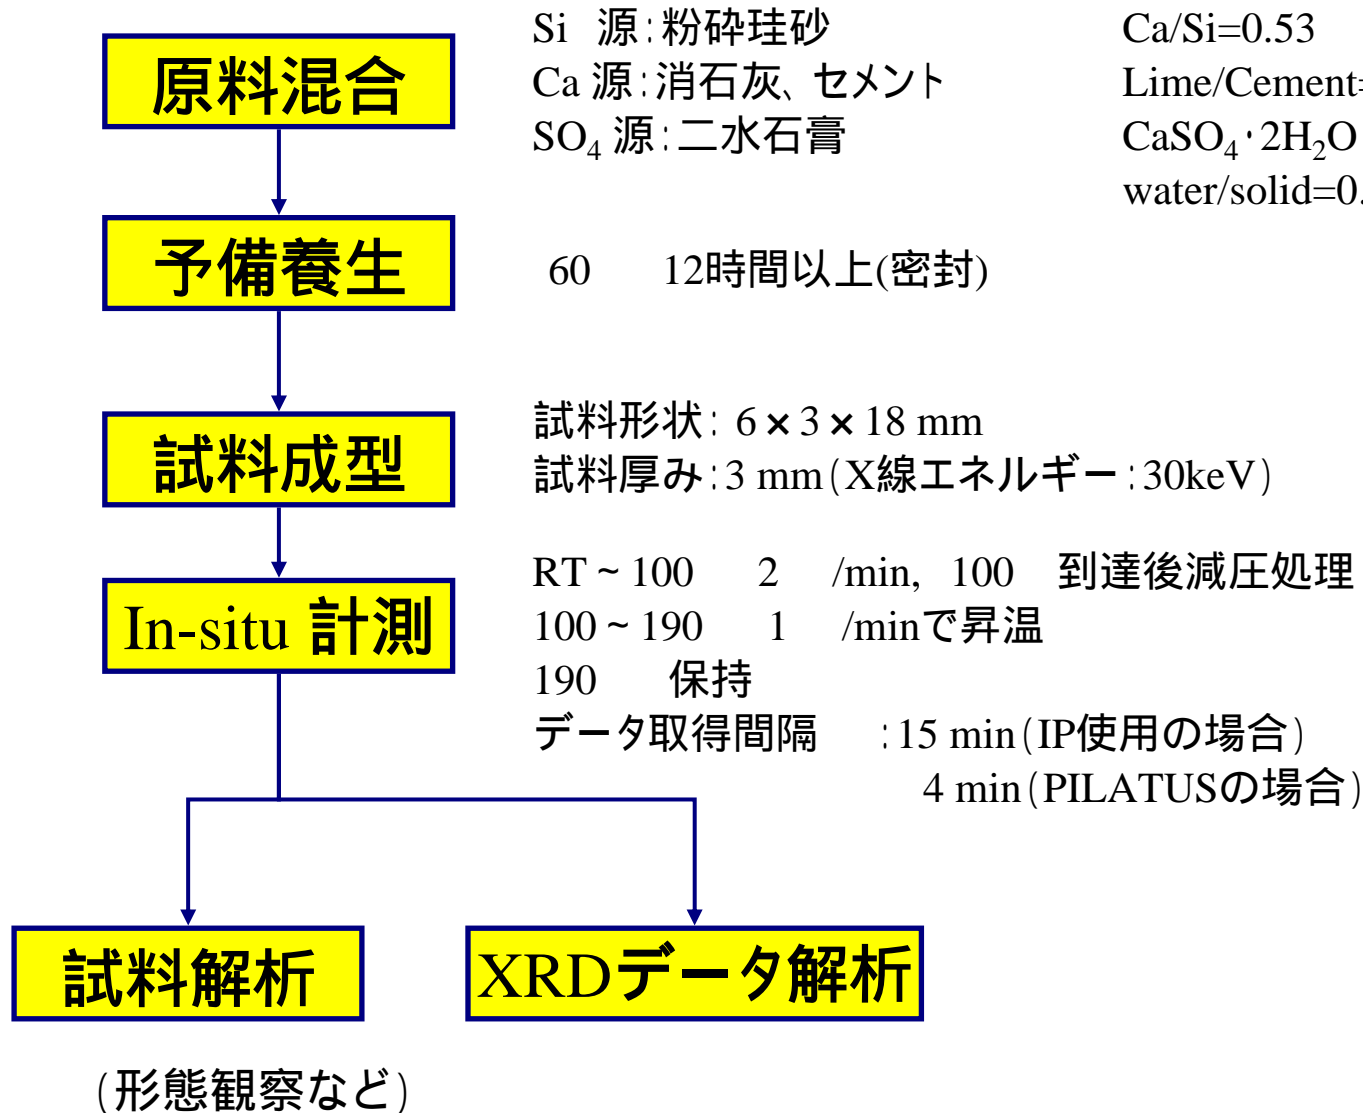 原料混合
Si 源:粉砕珪砂
Ca 源:消石灰、セメント
SO₄ 源:二水石膏
Ca/Si=0.53
Lime/Cement=
CaSO₄·2H₂O
water/solid=0.
予備養生
60 12時間以上(密封)
試料成型
試料形状: 6×3×18 mm
試料厚み:3 mm(X線エネルギー:30keV)
In-situ 計測
RT~100 2 /min, 100 到達後減圧処理
100~190 1 /minで昇温
190 保持
データ取得間隔 :15 min(IP使用の場合)
4 min(PILATUSの場合)
試料解析
XRDデータ解析
(形態観察など)